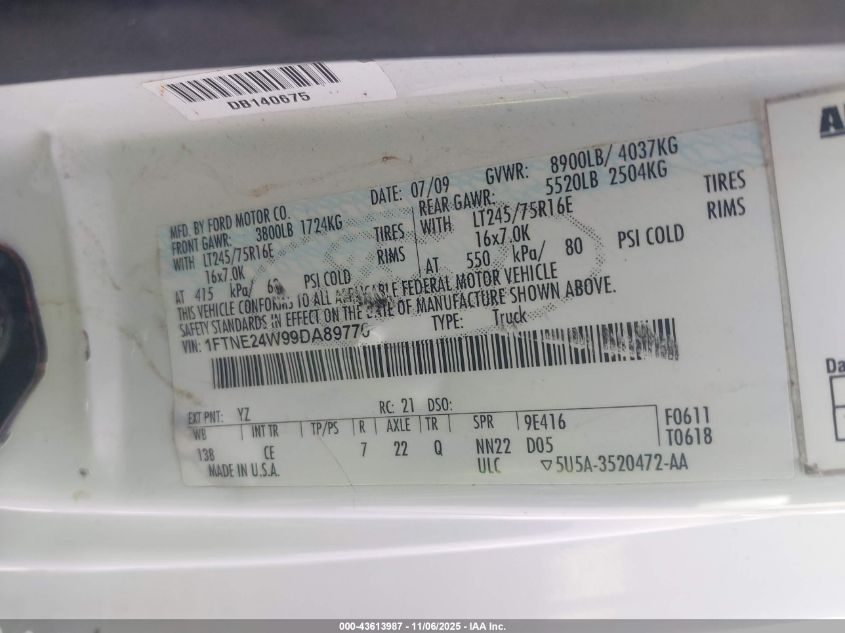 DB140675
MFD. BY FORD MOTOR CO.
DATE: 07/09
GVWR: 8900LB/ 4037KG
FRONT GAWR: 3800LB 1724KG
REAR GAWR: 5520LB 2504KG
WITH LT245/75R16E TIRES
WITH LT245/75R16E TIRES
16x7.0K RIMS
16x7.0K RIMS
AT 415 kPa/ PSI COLD
AT 550 kPa/ 80 PSI COLD
THIS VEHICLE CONFORMS TO ALL APPLICABLE FEDERAL MOTOR VEHICLE
SAFETY STANDARDS IN EFFECT ON THE DATE OF MANUFACTURE SHOWN ABOVE.
VIN: 1FTNE24W99DA89776
TYPE: Truck
EXT PNT: YZ RC: 21 DSO:
WB INT TR TP/PS R AXLE TR SPR 9E416 F0611
138 CE 7 22 Q NN22 D05 T0618
MADE IN U.S.A. ULC ▽5U5A-3520472-AA
Da
000-43613987 - 11/06/2025 - IAA Inc.